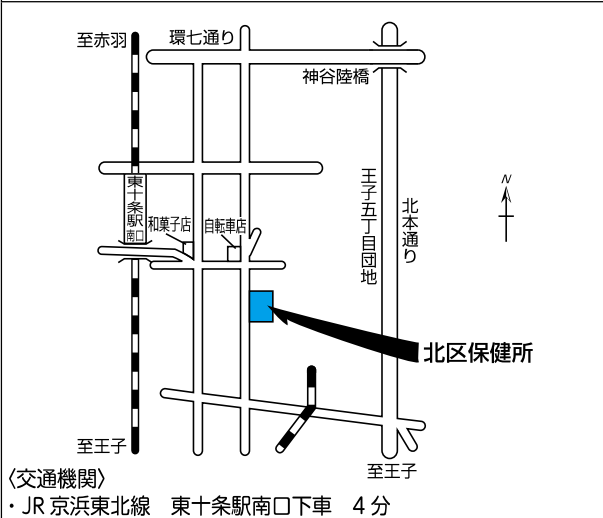 至赤羽
環七通り
神谷陸橋
N
東十条駅
南口
和菓子店
自転車店
王子五丁目団地
北本通り
北区保健所
至王子
至王子
〈交通機関〉
・JR京浜東北線　東十条駅南口下車　4分